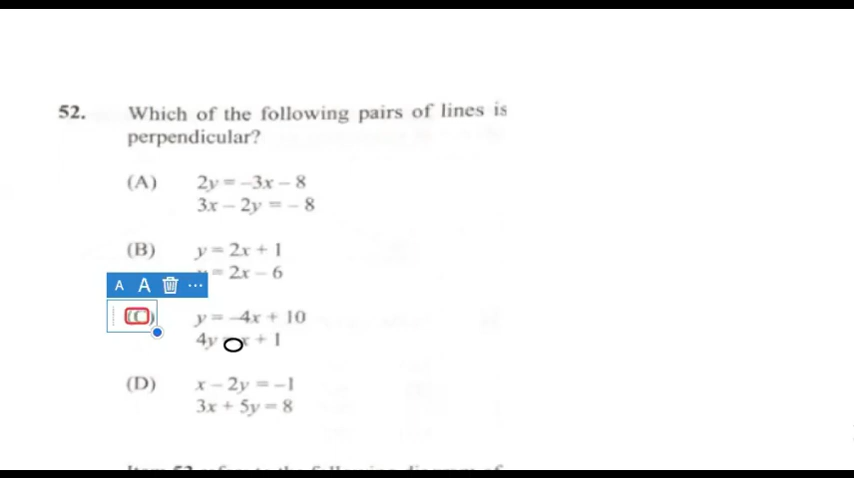 52. Which of the following pairs of lines is
perpendicular?
(A) 2y = –3x – 8
3x – 2y = – 8
(B) y = 2x + 1
= 2x – 6
A A ...
(C) y = –4x + 10
4y x + 1
(D) x – 2y = –1
3x + 5y = 8